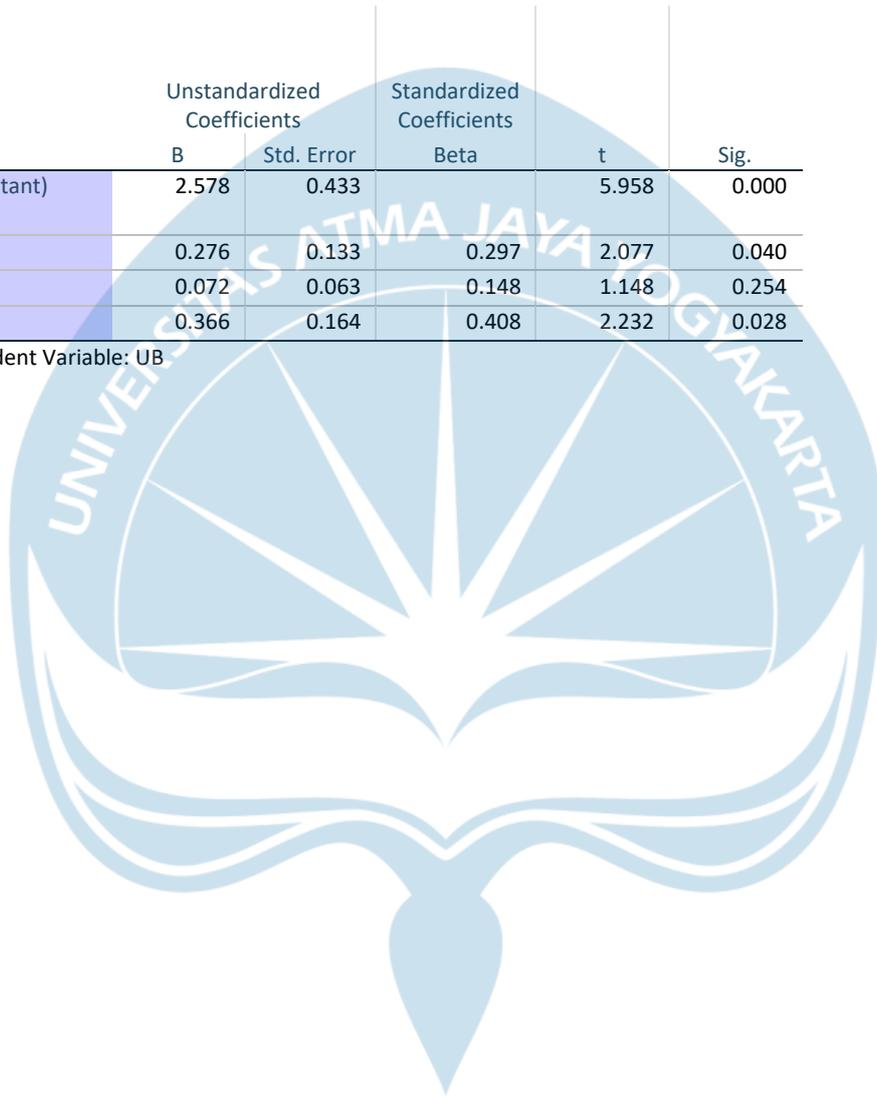 Unstandardized Coefficients Standardized Coefficients
B Std. Error Beta t Sig.
tant) 2.578 0.433 5.958 0.000
0.276 0.133 0.297 2.077 0.040
0.072 0.063 0.148 1.148 0.254
0.366 0.164 0.408 2.232 0.028
dent Variable: UB
UNIVERSITAS ATMA JAYA YOGYAKARTA